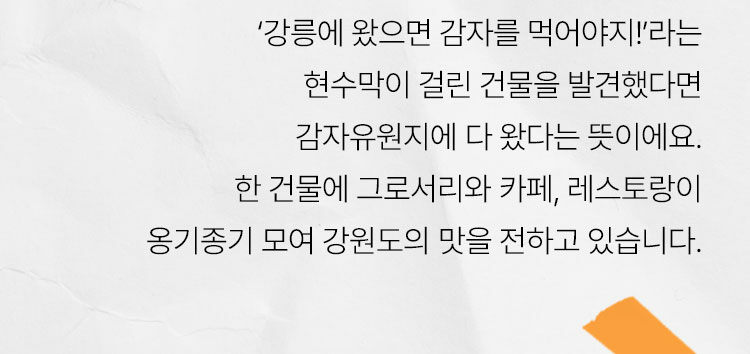 ‘강릉에 왔으면 감자를 먹어야지!’라는
현수막이 걸린 건물을 발견했다면
감자유원지에 다 왔다는 뜻이에요.
한 건물에 그로서리와 카페, 레스토랑이
옹기종기 모여 강원도의 맛을 전하고 있습니다.